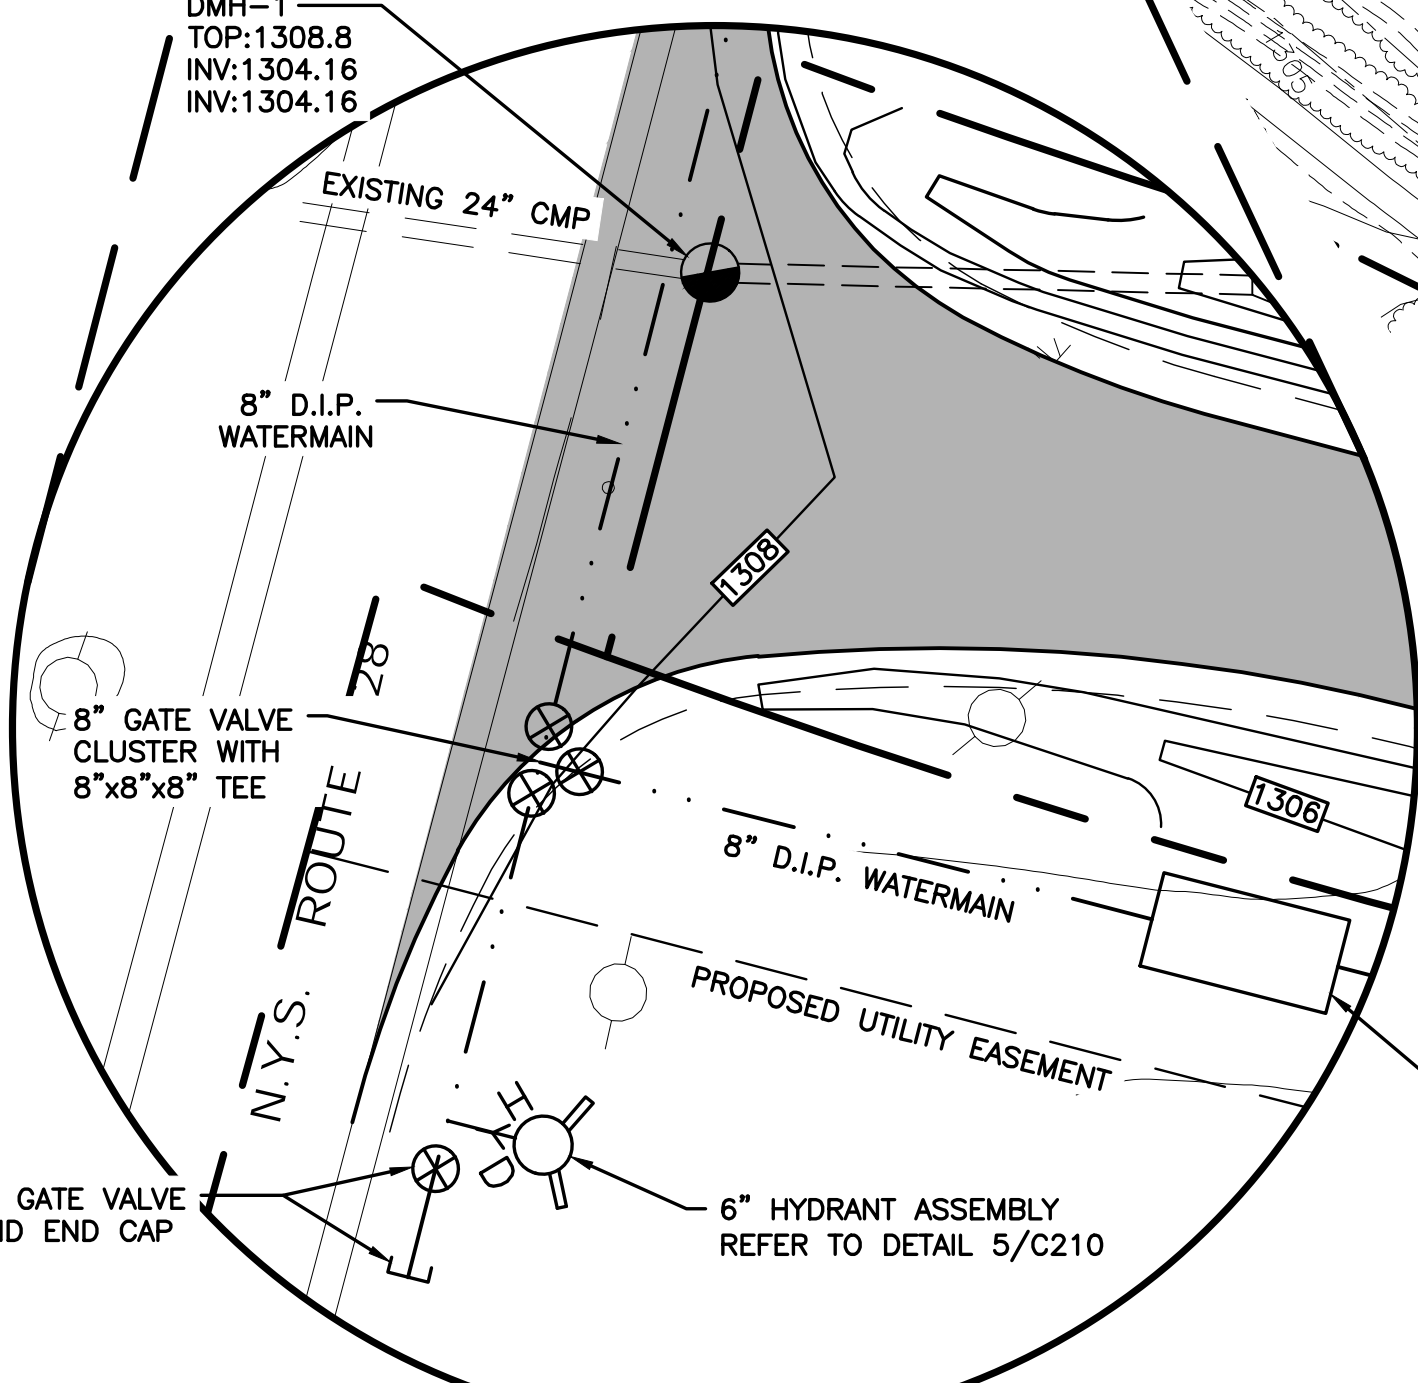 DMH-1
TOP:1308.8
INV:1304.16
INV:1304.16
1305
EXISTING 24” CMP
8” D.I.P.
WATERMAIN
1308
8” GATE VALVE
CLUSTER WITH
8”x8”x8” TEE
N.Y.S. ROUTE 28
1306
8” D.I.P. WATERMAIN
PROPOSED UTILITY EASEMENT
HYD
GATE VALVE
END CAP
6” HYDRANT ASSEMBLY
REFER TO DETAIL 5/C210